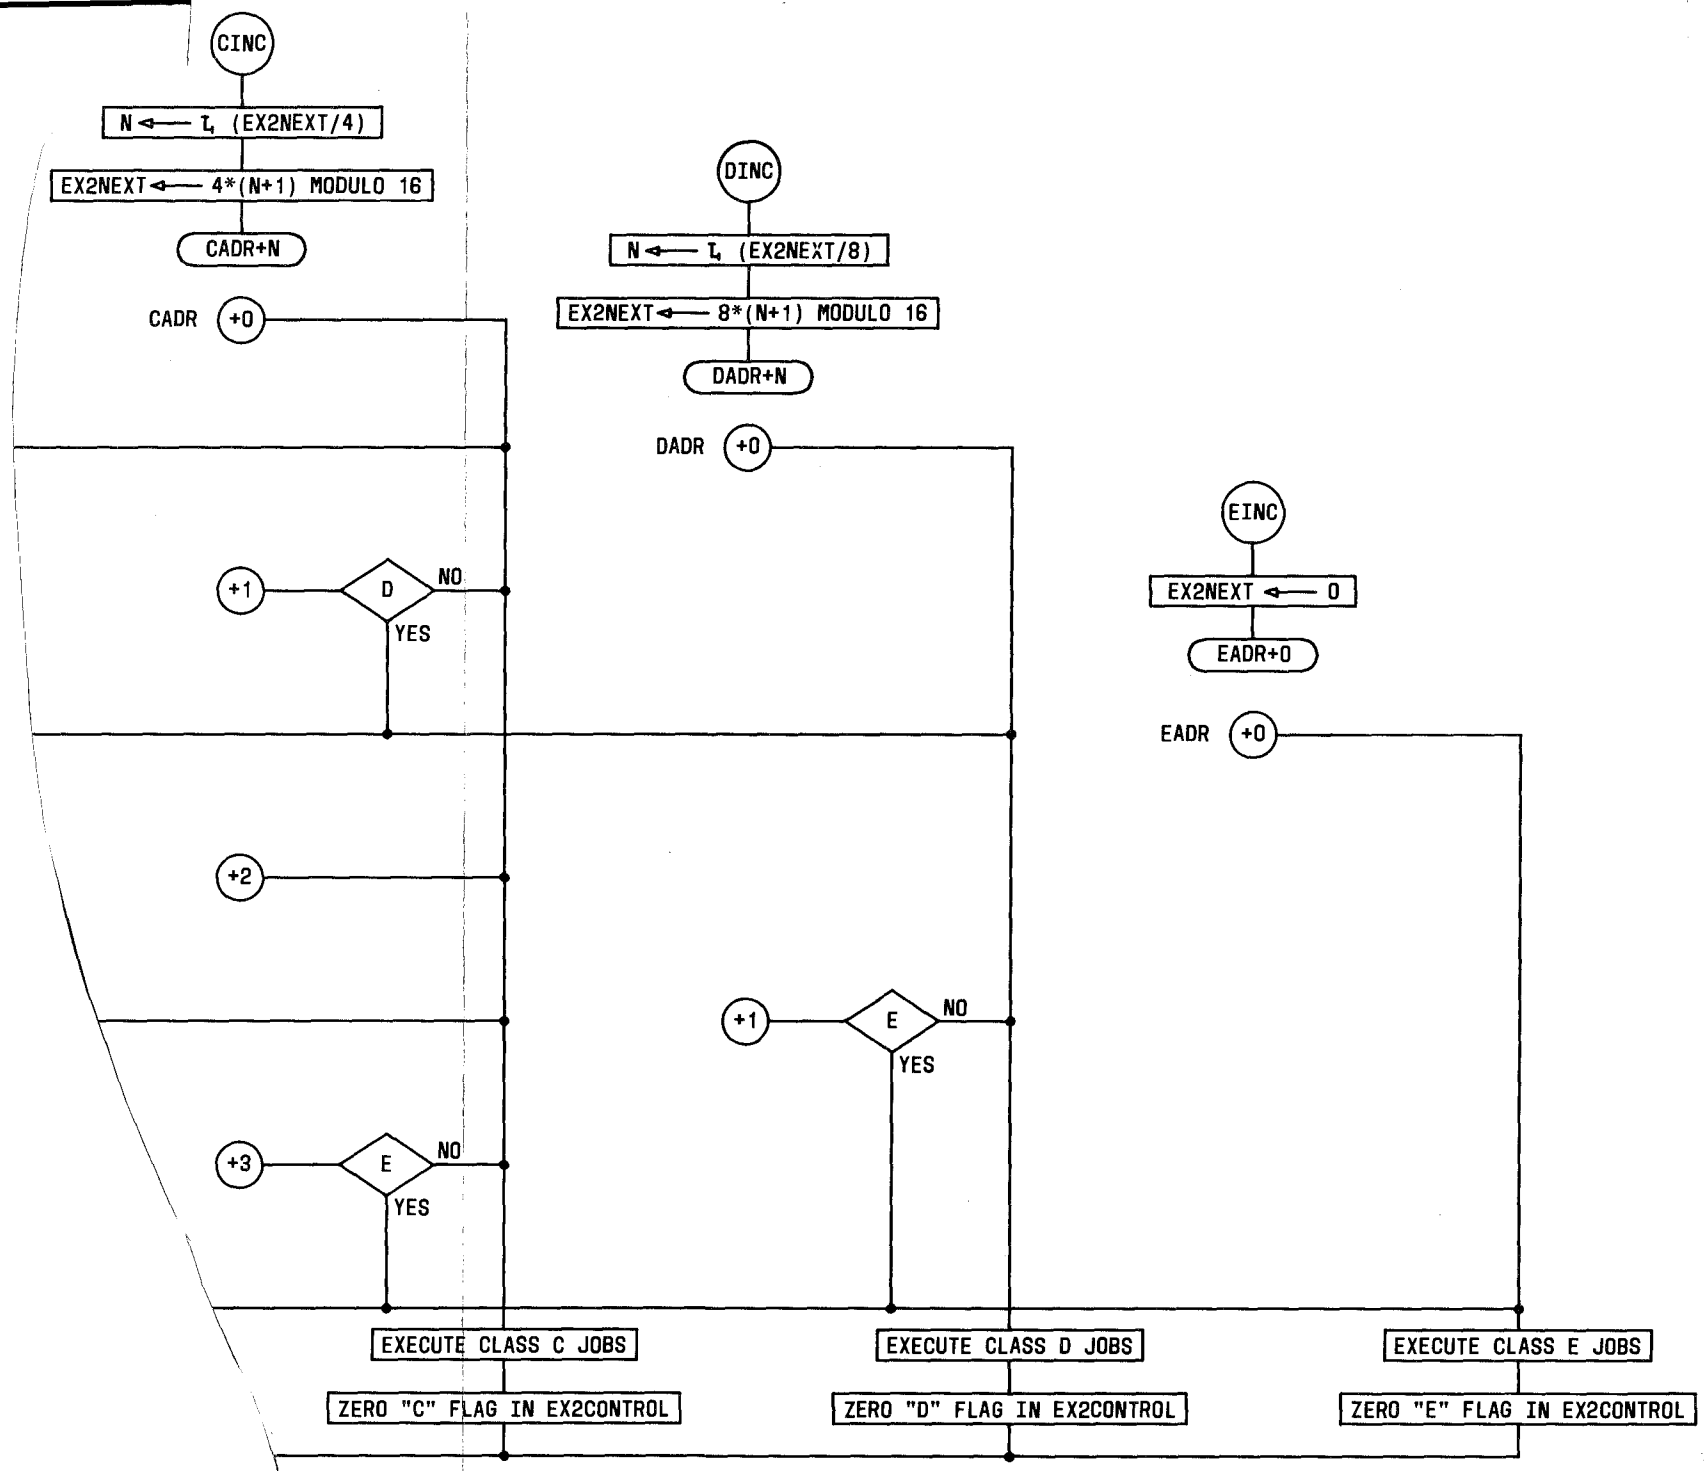 CINC
N ← I, (EX2NEXT/4)
EX2NEXT ← 4*(N+1) MODULO 16
CADR+N
CADR +0
+1 D NO
YES
+2
+3 E NO
YES
EXECUTE CLASS C JOBS
ZERO "C" FLAG IN EX2CONTROL
DINC
N ← I, (EX2NEXT/8)
EX2NEXT ← 8*(N+1) MODULO 16
DADR+N
DADR +0
+1 E NO
YES
EXECUTE CLASS D JOBS
ZERO "D" FLAG IN EX2CONTROL
EINC
EX2NEXT ← 0
EADR+0
EADR +0
EXECUTE CLASS E JOBS
ZERO "E" FLAG IN EX2CONTROL